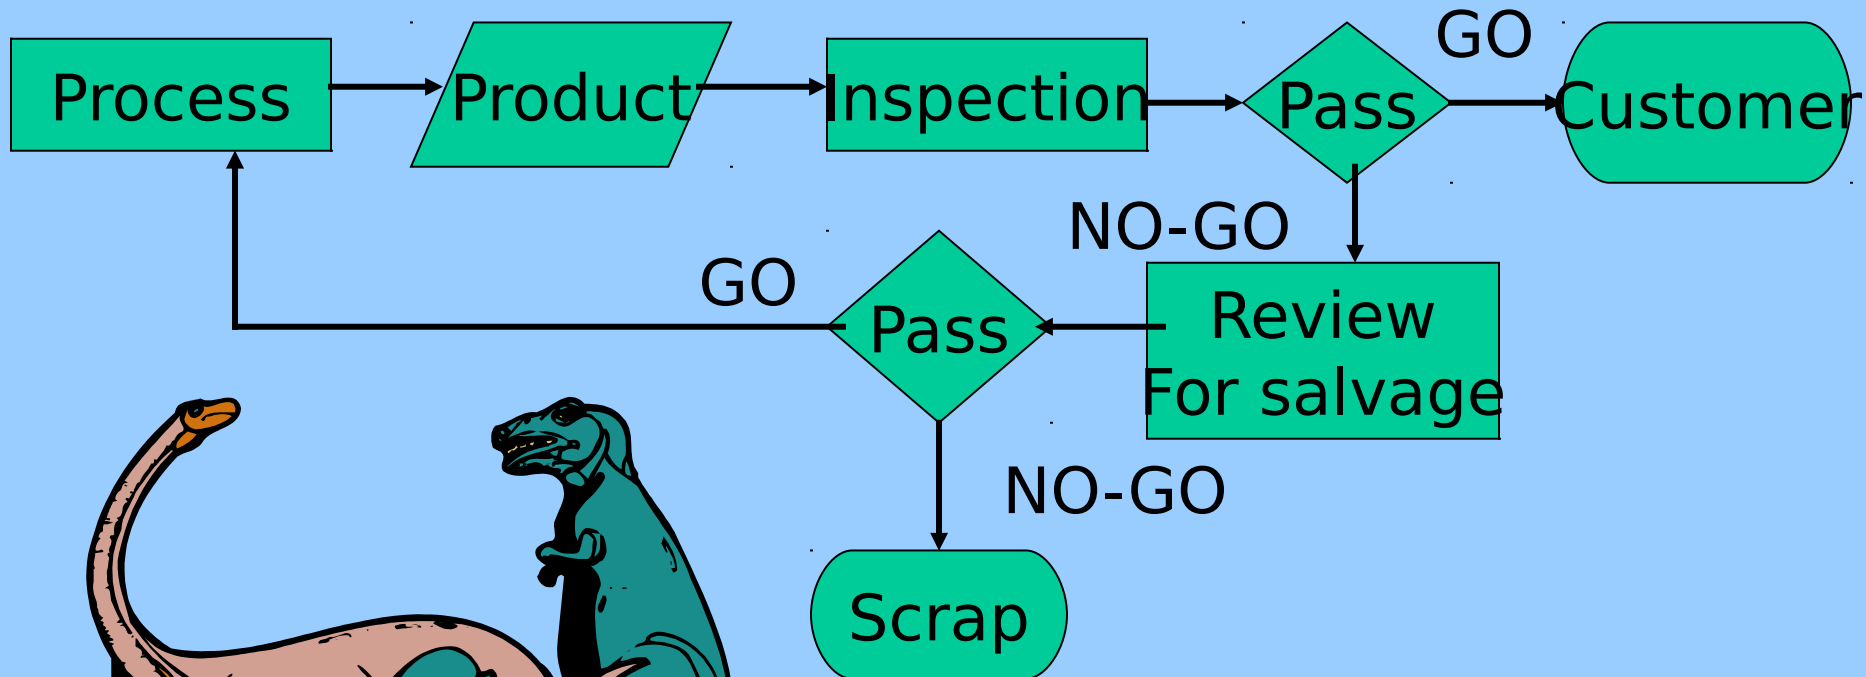 GO
Process
Product
Inspection
Pass
Customer
NO-GO
GO
Pass
Review
For salvage
NO-GO
Scrap